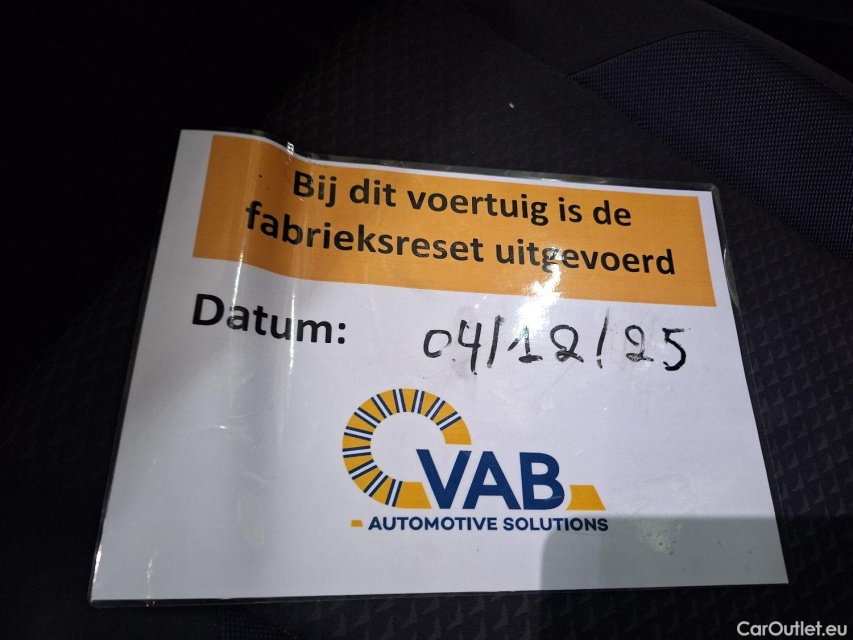 Bij dit voertuig is de
fabrieksreset uitgevoerd
Datum: 04/12/25
VAB
AUTOMOTIVE SOLUTIONS
CarOutlet.eu